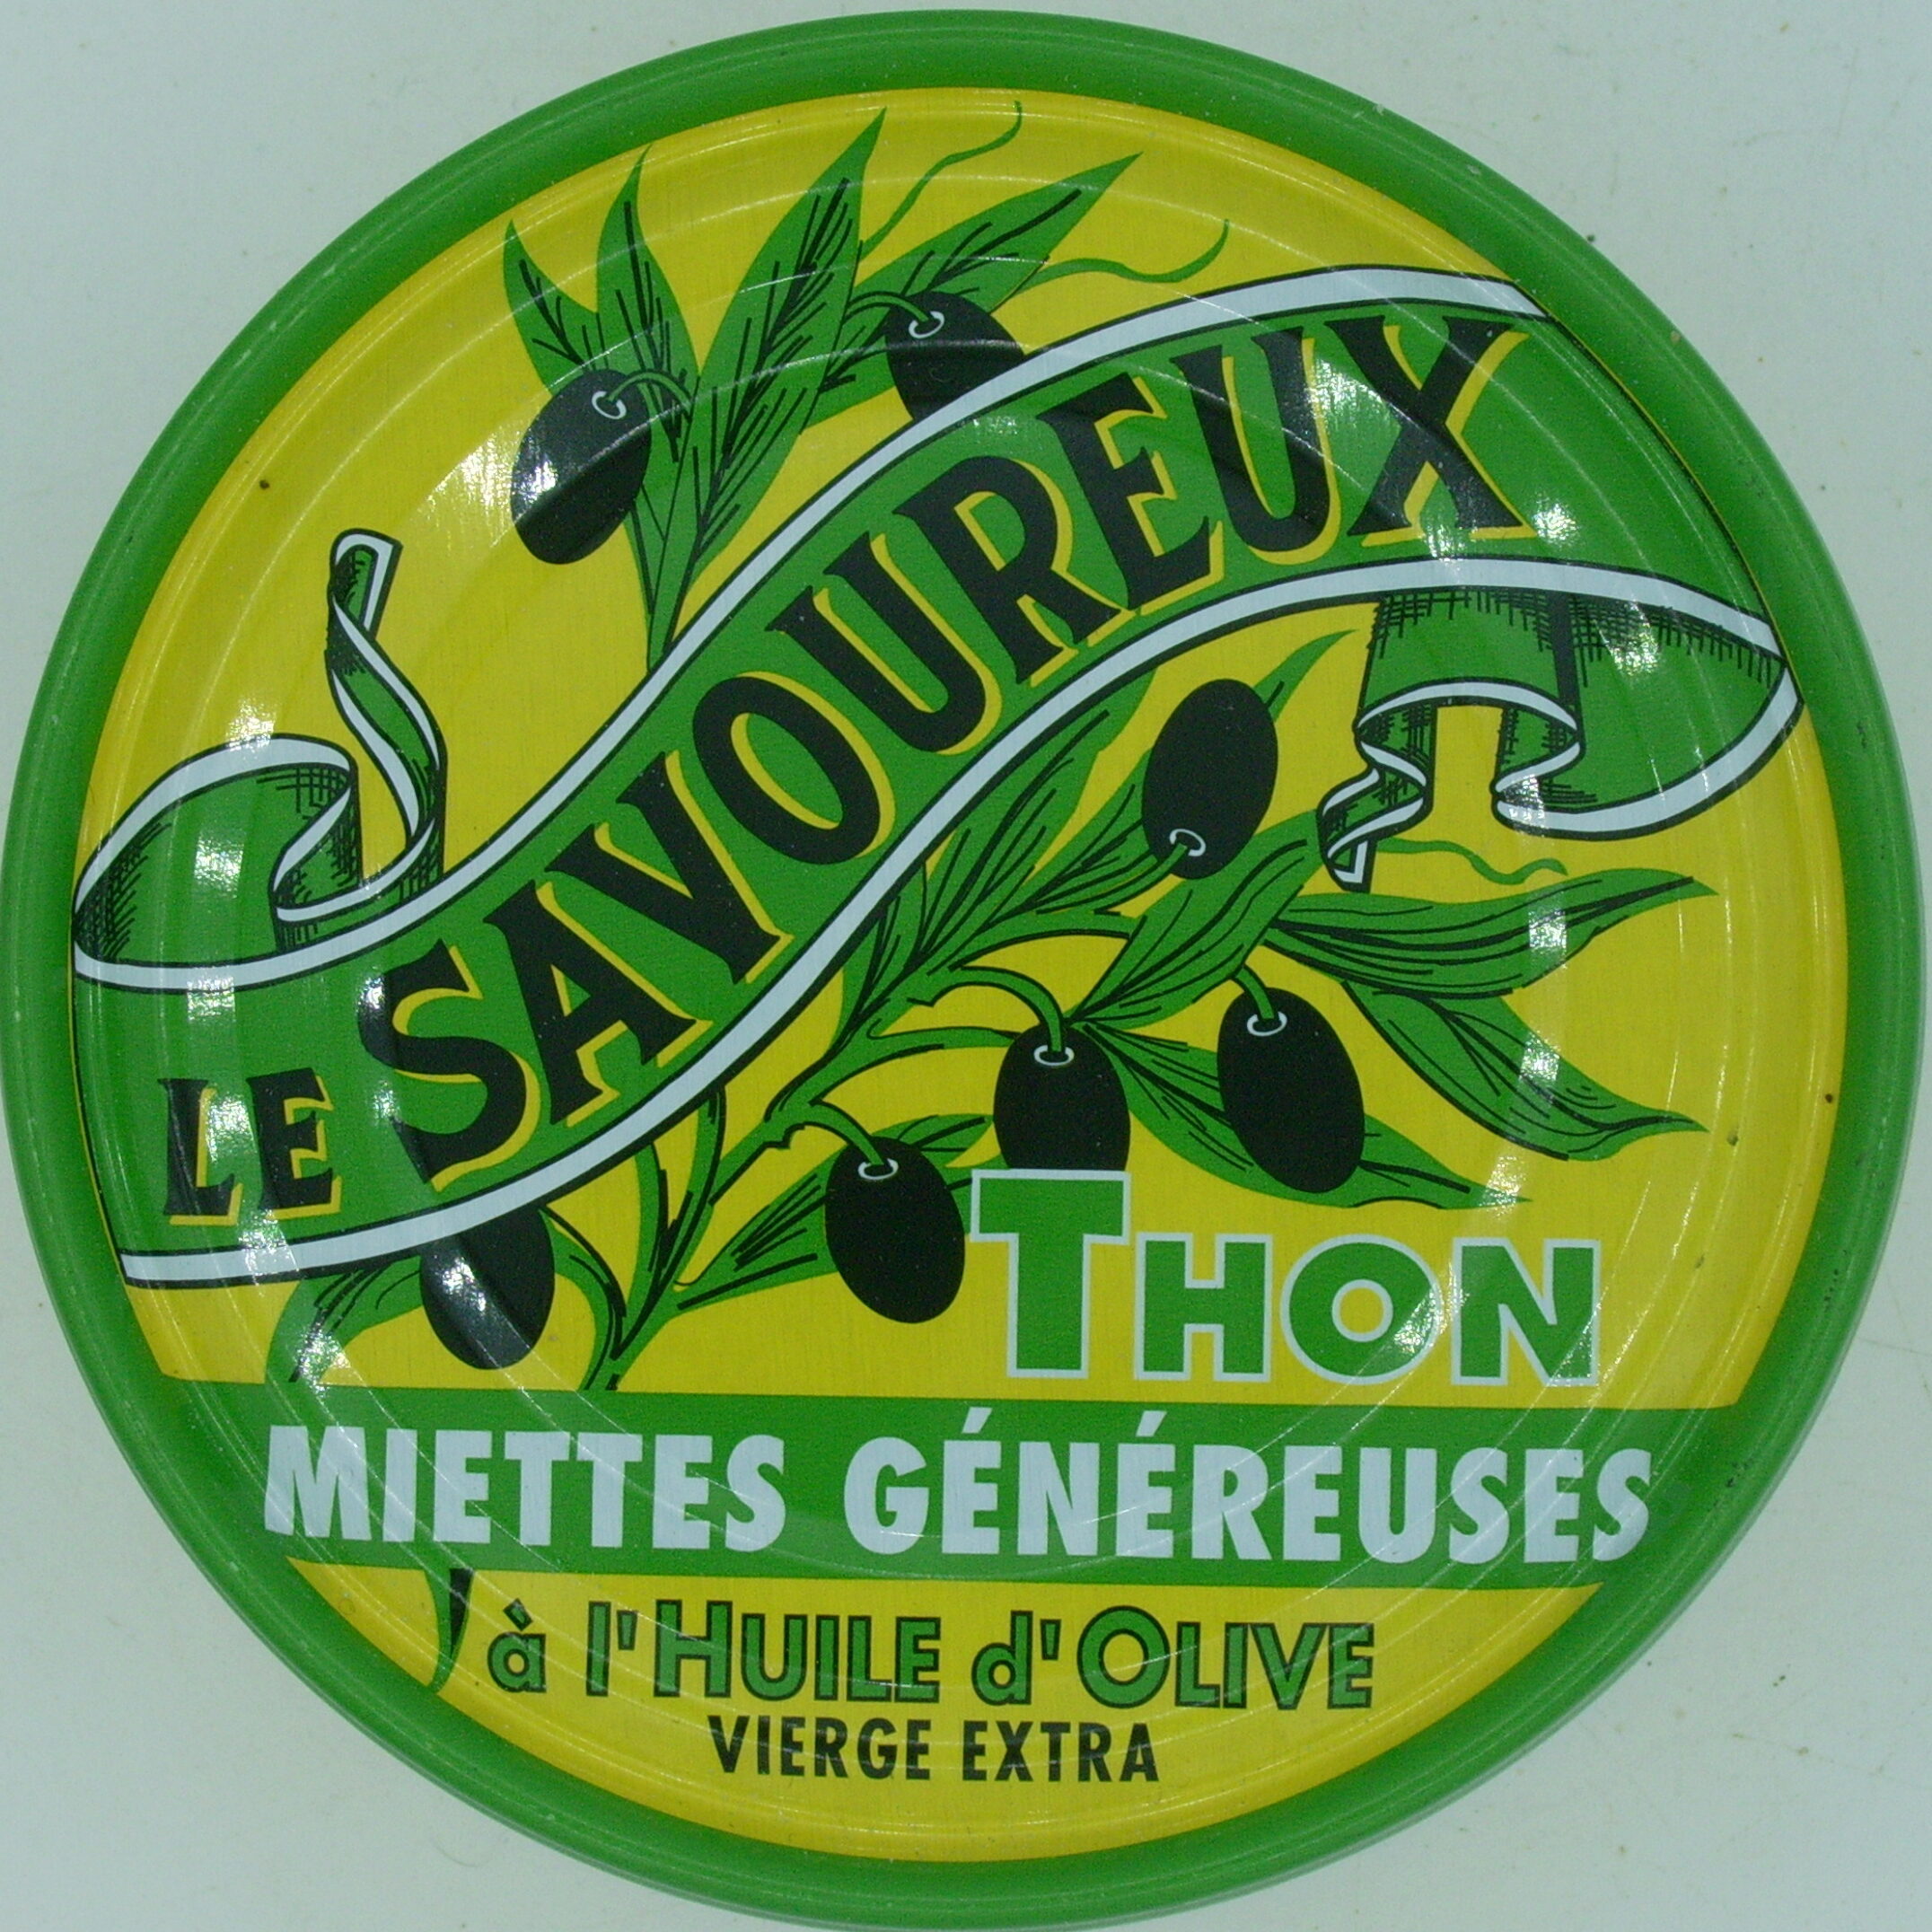 LE SAVOUREUX
THON
MIETTES GÉNÉREUSES
à l'HUILE d'OLIVE
VIERGE EXTRA